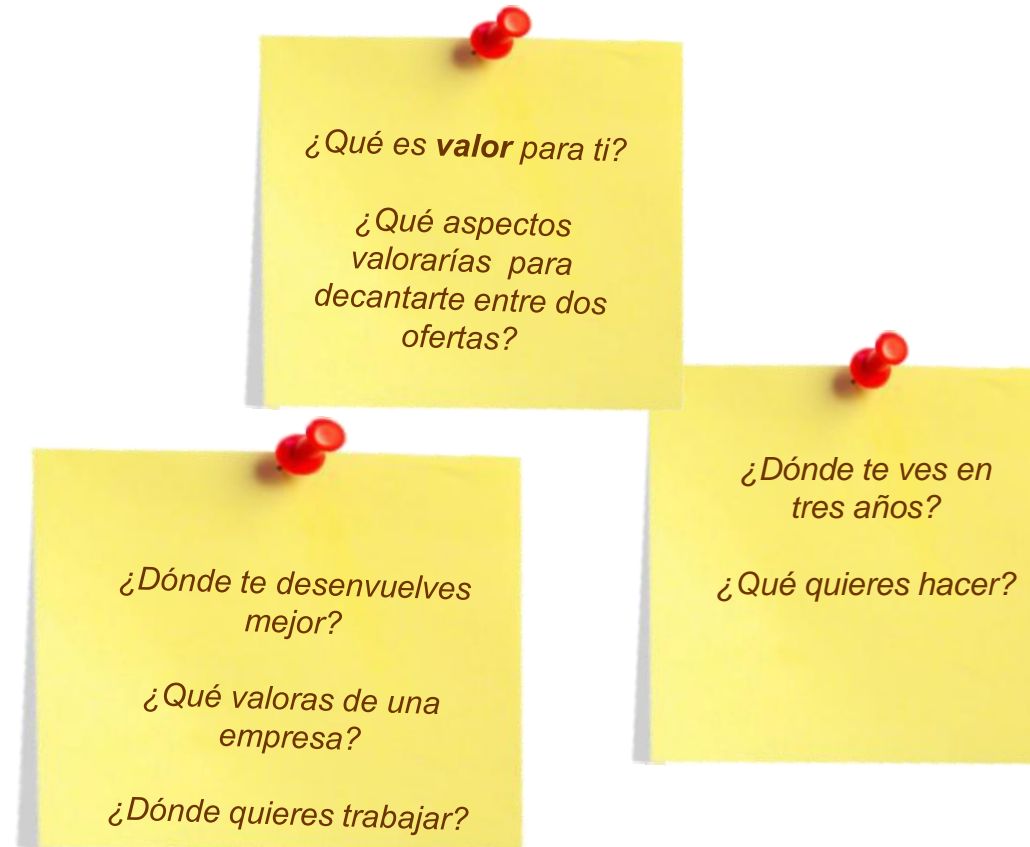 ¿Qué es valor para ti?
¿Qué aspectos
valorarías para
decantarte entre dos
ofertas?
¿Dónde te ves en
tres años?
¿Qué quieres hacer?
¿Dónde te desenvuelves
mejor?
¿Qué valoras de una
empresa?
¿Dónde quieres trabajar?